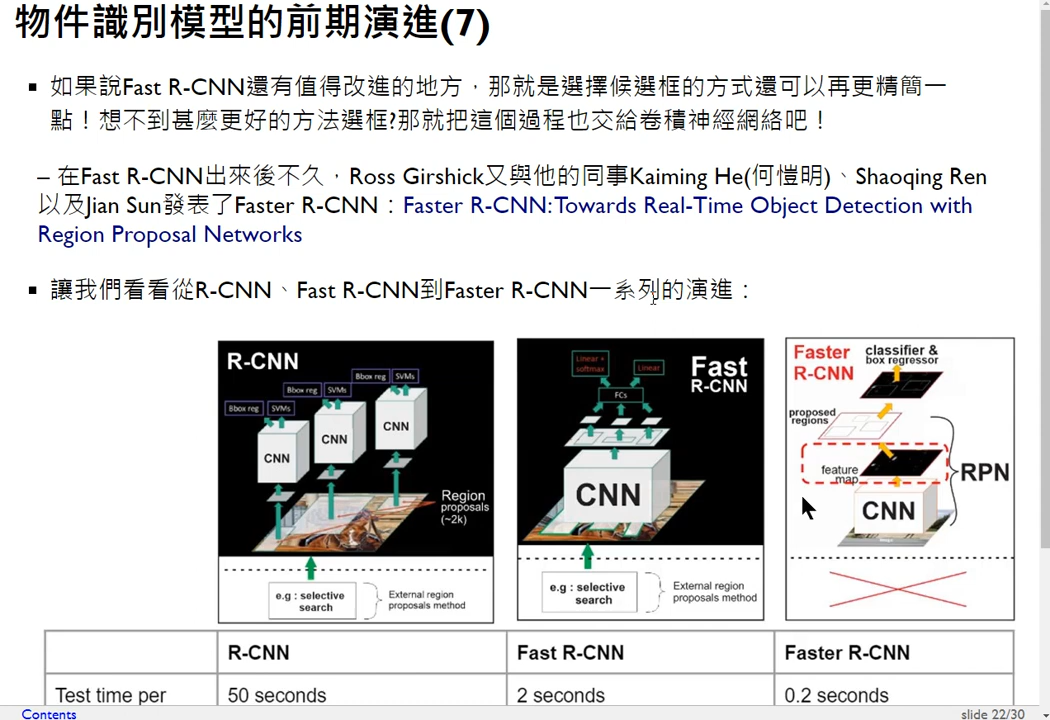 物件識別模型的前期演進(7)
▪ 如果說Fast R-CNN還有值得改進的地方，那就是選擇候選框的方式還可以再更精簡一
點！想不到甚麼更好的方法選框?那就把這個過程也交給卷積神經網絡吧！
– 在Fast R-CNN出來後不久，Ross Girshick又與他的同事Kaiming He(何愷明)、Shaoqing Ren
以及Jian Sun發表了Faster R-CNN：Faster R-CNN: Towards Real-Time Object Detection with
Region Proposal Networks
▪ 讓我們看看從R-CNN、Fast R-CNN到Faster R-CNN一系列的演進：
R-CNN
Bbox reg SVMs
Bbox reg SVMs
Bbox reg SVMs
CNN
CNN
CNN
Region
proposals
(~2k)
e.g : selective
search
External region
proposals method
Fast
R-CNN
Linear +
softmax
Linear
FCs
CNN
e.g : selective
search
External region
proposals method
Faster
R-CNN
classifier &
box regressor
proposed
regions
feature
map
RPN
CNN
R-CNN Fast R-CNN Faster R-CNN
Test time per 50 seconds 2 seconds 0.2 seconds
Contents
slide 22/30